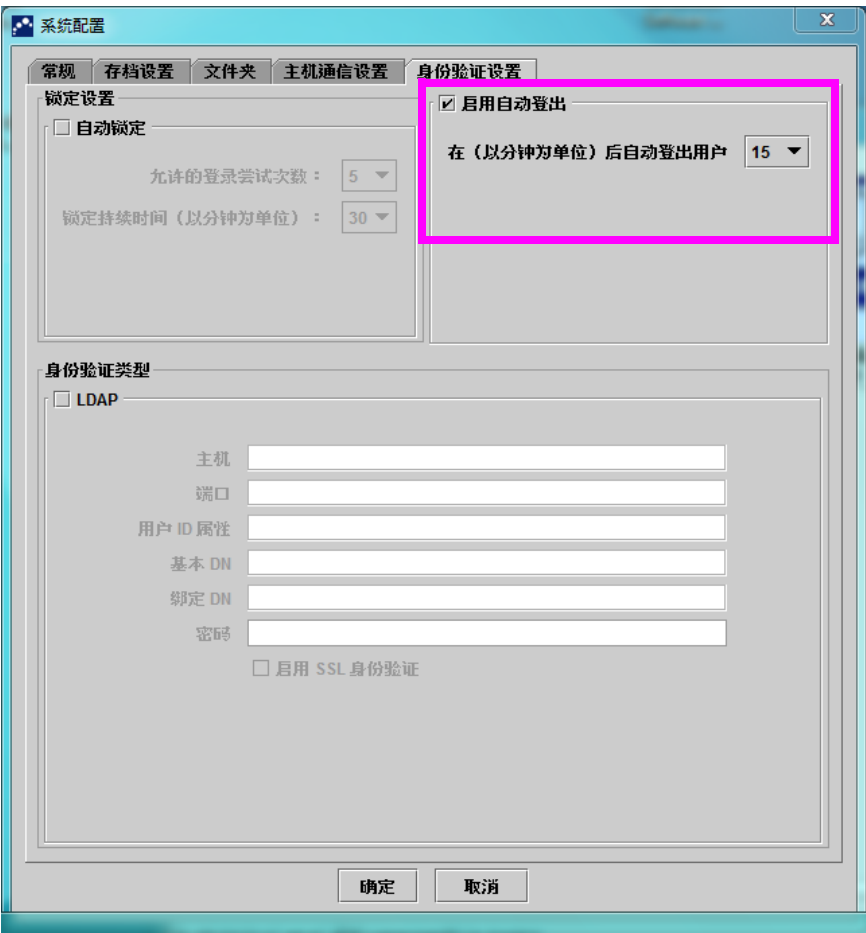 系统配置
常规 存档设置 文件夹 主机通信设置 身份验证设置
锁定设置
自动锁定
允许的登录尝试次数： 5
锁定持续时间（以分钟为单位）： 30
启用自动登出
在（以分钟为单位）后自动登出用户 15
身份验证类型
LDAP
主机
端口
用户 ID 属性
基本 DN
绑定 DN
密码
启用 SSL 身份验证
确定 取消